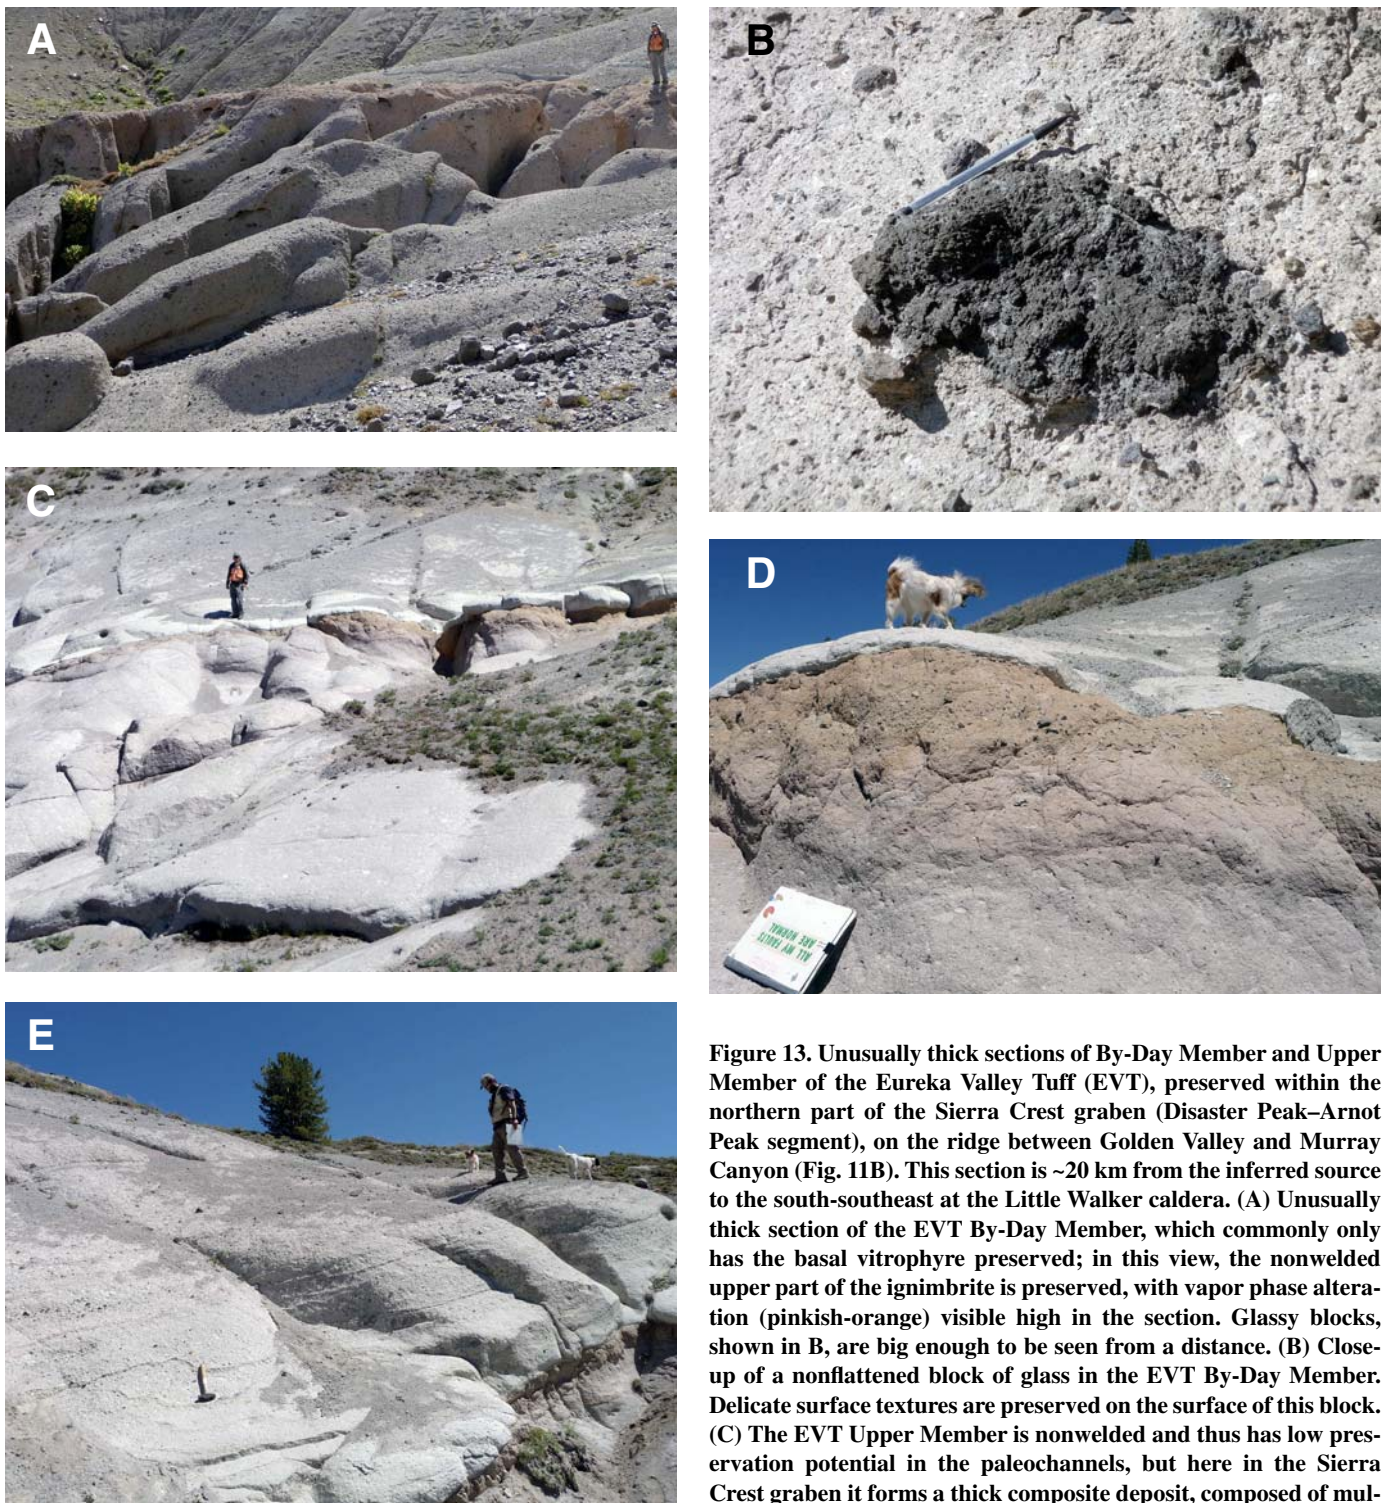 A
B
C
D
ALL MY FAULTS
ARE NORMAL
E
Figure 13. Unusually thick sections of By-Day Member and Upper
Member of the Eureka Valley Tuff (EVT), preserved within the
northern part of the Sierra Crest graben (Disaster Peak–Arnot
Peak segment), on the ridge between Golden Valley and Murray
Canyon (Fig. 11B). This section is ~20 km from the inferred source
to the south-southeast at the Little Walker caldera. (A) Unusually
thick section of the EVT By-Day Member, which commonly only
has the basal vitrophyre preserved; in this view, the nonwelded
upper part of the ignimbrite is preserved, with vapor phase altera-
tion (pinkish-orange) visible high in the section. Glassy blocks,
shown in B, are big enough to be seen from a distance. (B) Close-
up of a nonflattened block of glass in the EVT By-Day Member.
Delicate surface textures are preserved on the surface of this block.
(C) The EVT Upper Member is nonwelded and thus has low pres-
ervation potential in the paleochannels, but here in the Sierra
Crest graben it forms a thick composite deposit, composed of mul-